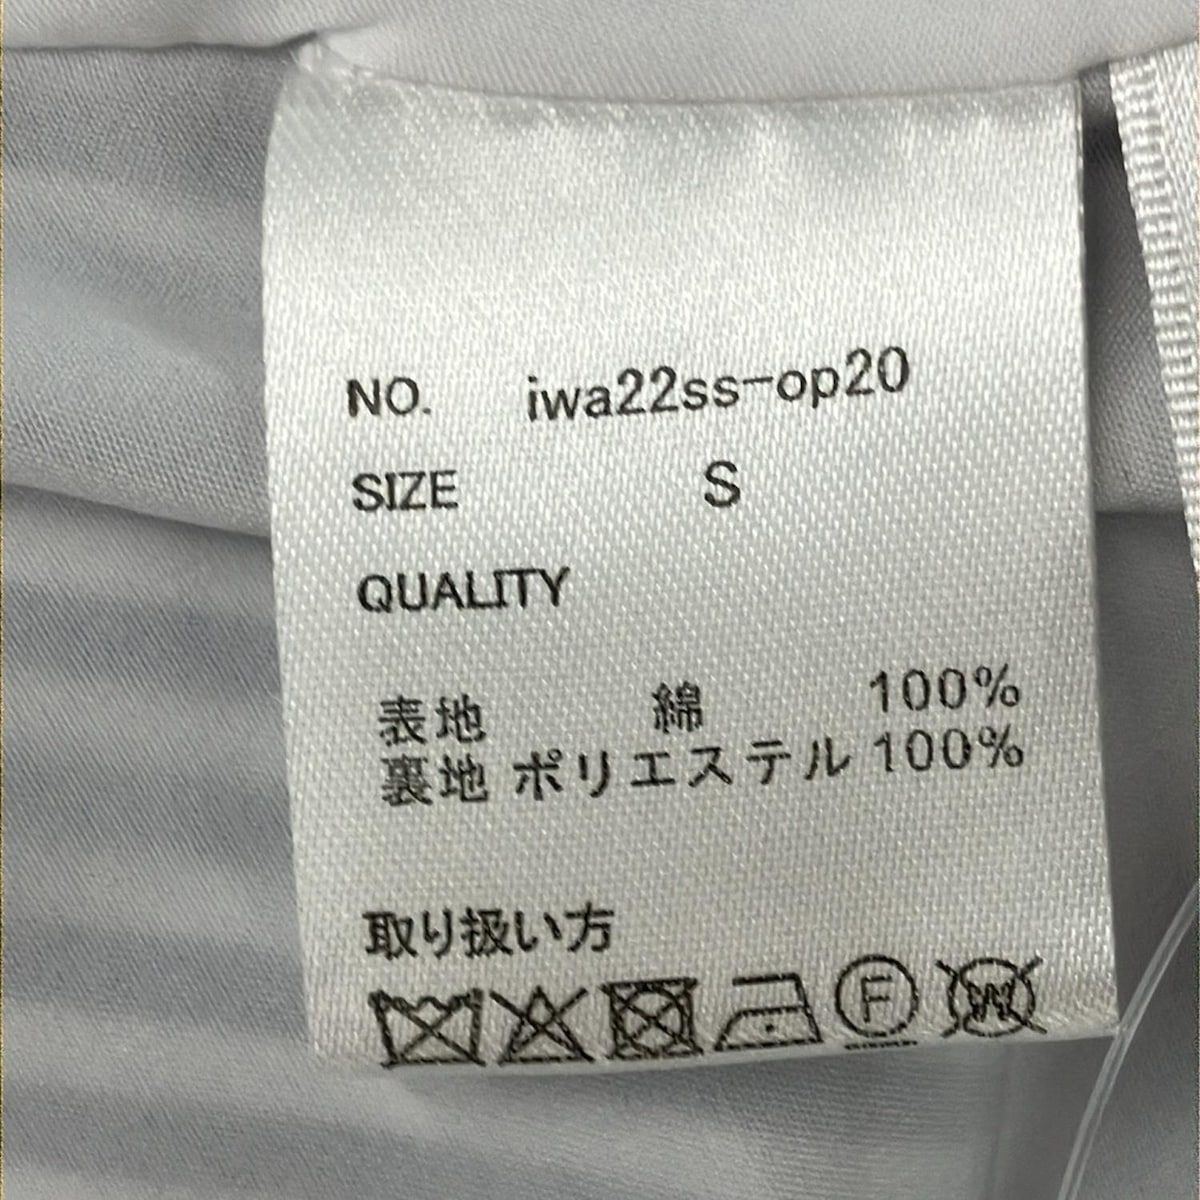 NO. iwa22ss-op20
SIZE S
QUALITY
表地 綿 100%
裏地 ポリエステル 100%
取り扱い方
F W